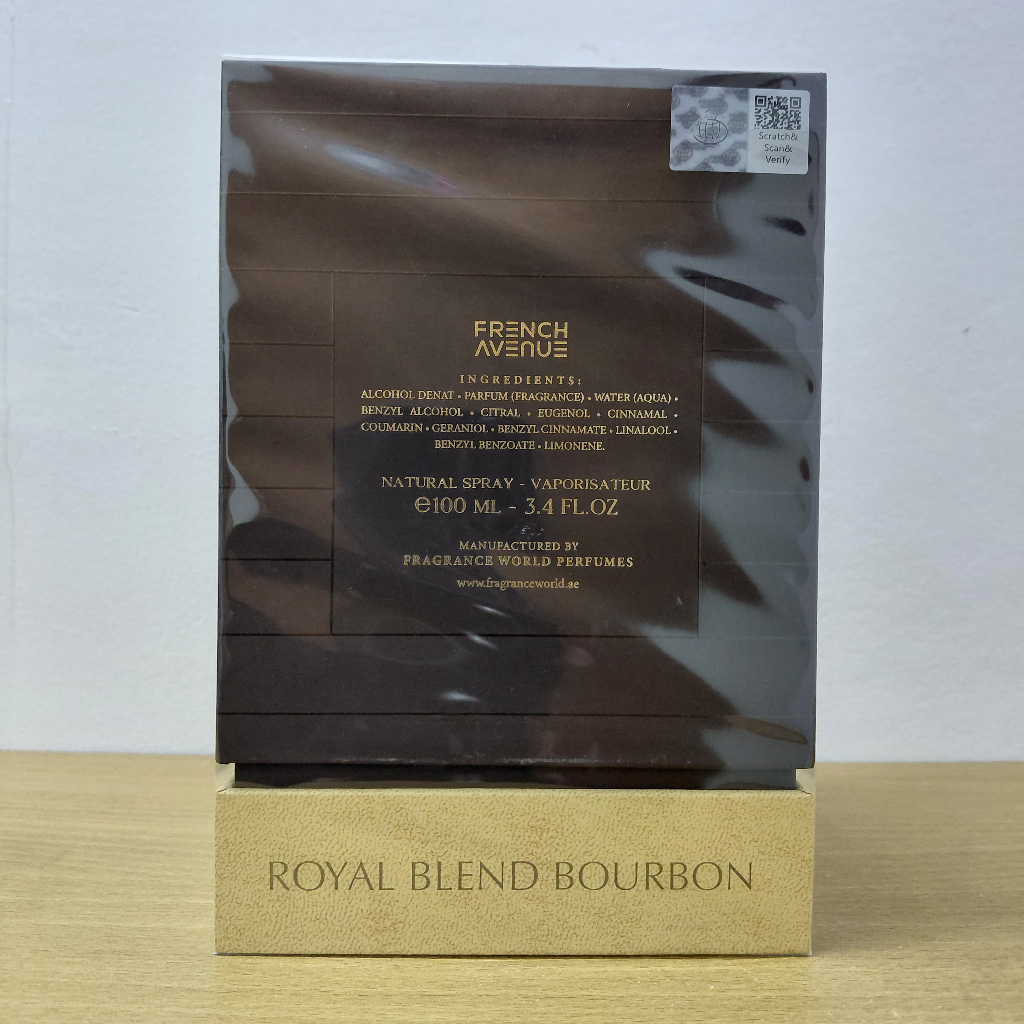 Scratch&
Scan&
Verify
FRENCH
AVENUE
INGREDIENTS:
ALCOHOL DENAT • PARFUM (FRAGRANCE) • WATER (AQUA) •
BENZYL ALCOHOL • CITRAL • EUGENOL • CINNAMAL •
COUMARIN • GERANIOL • BENZYL CINNAMATE • LINALOOL •
BENZYL BENZOATE • LIMONENE.
NATURAL SPRAY - VAPORISATEUR
℮100 ML - 3.4 FL.OZ
MANUFACTURED BY
FRAGRANCE WORLD PERFUMES
www.fragranceworld.ae
ROYAL BLEND BOURBON